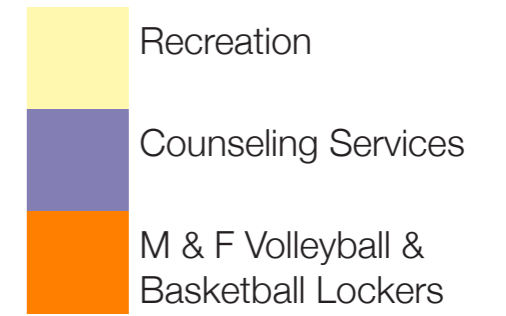 Recreation
Counseling Services
M & F Volleyball &
Basketball Lockers